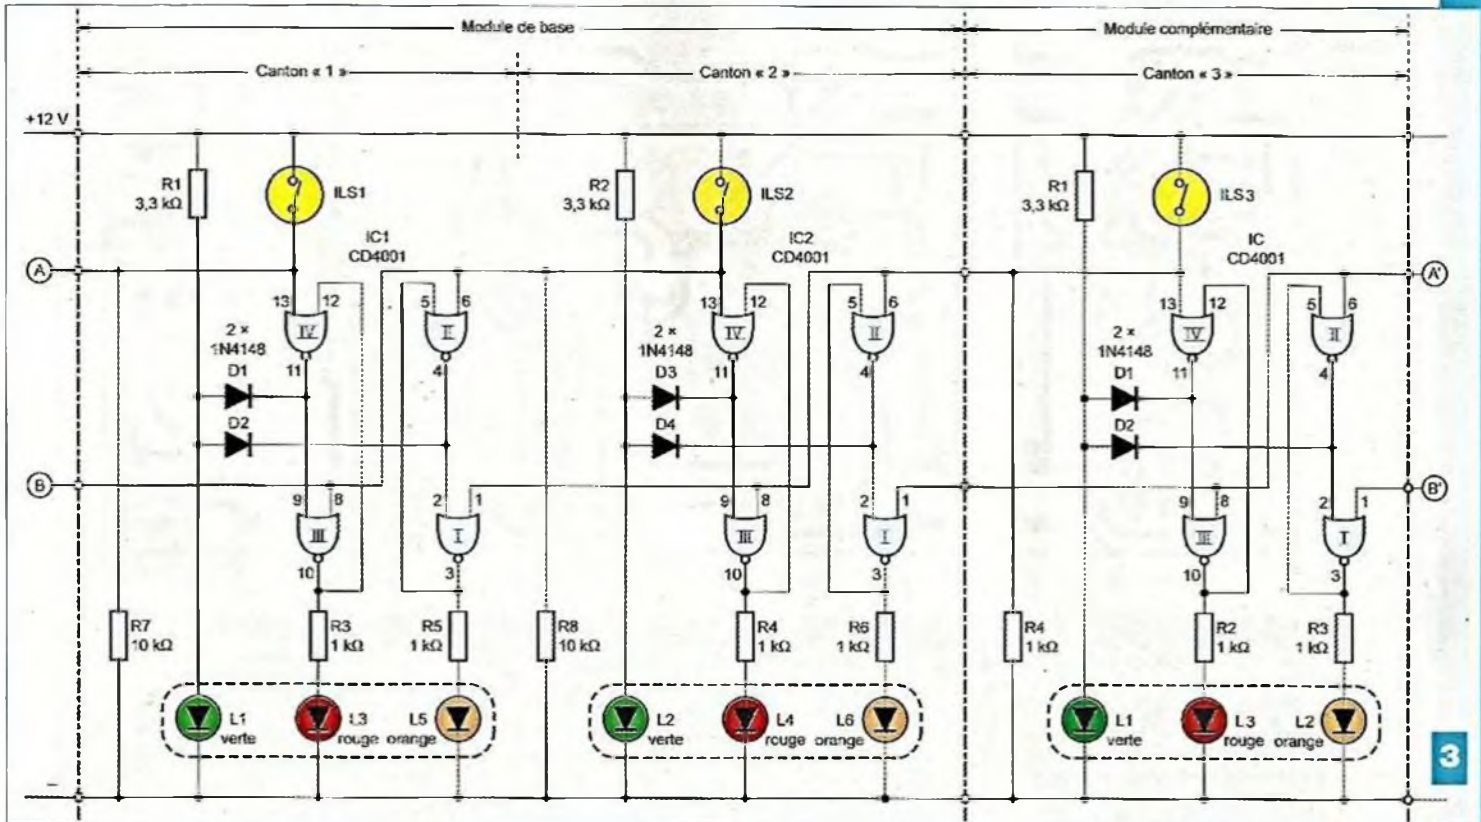 Module de base
Module complémentaire
Canton « 1 »
Canton « 2 »
Canton « 3 »
+12 V
R1
3,3 kΩ
ILS1
R2
3,3 kΩ
ILS2
R1
3,3 kΩ
ILS3
IC1
CD4001
IC2
CD4001
IC
CD4001
A
A'
13 12 5 6
13 12 5 6
13 12 5 6
IV II
IV II
IV II
2 ×
1N4148
2 ×
1N4148
2 ×
1N4148
11 4
11 4
11 4
D1
D3
D1
D2
D4
D2
B
B'
9 8 2 1
9 8 2 1
9 8 2 1
III I
III I
III I
10 3
10 3
10 3
R7
10 kΩ
R3
1 kΩ
R5
1 kΩ
R8
10 kΩ
R4
1 kΩ
R6
1 kΩ
R4
1 kΩ
R2
1 kΩ
R3
1 kΩ
L1
verte
L3
rouge
L5
orange
L2
verte
L4
rouge
L6
orange
L1
verte
L3
rouge
L2
orange
–
3